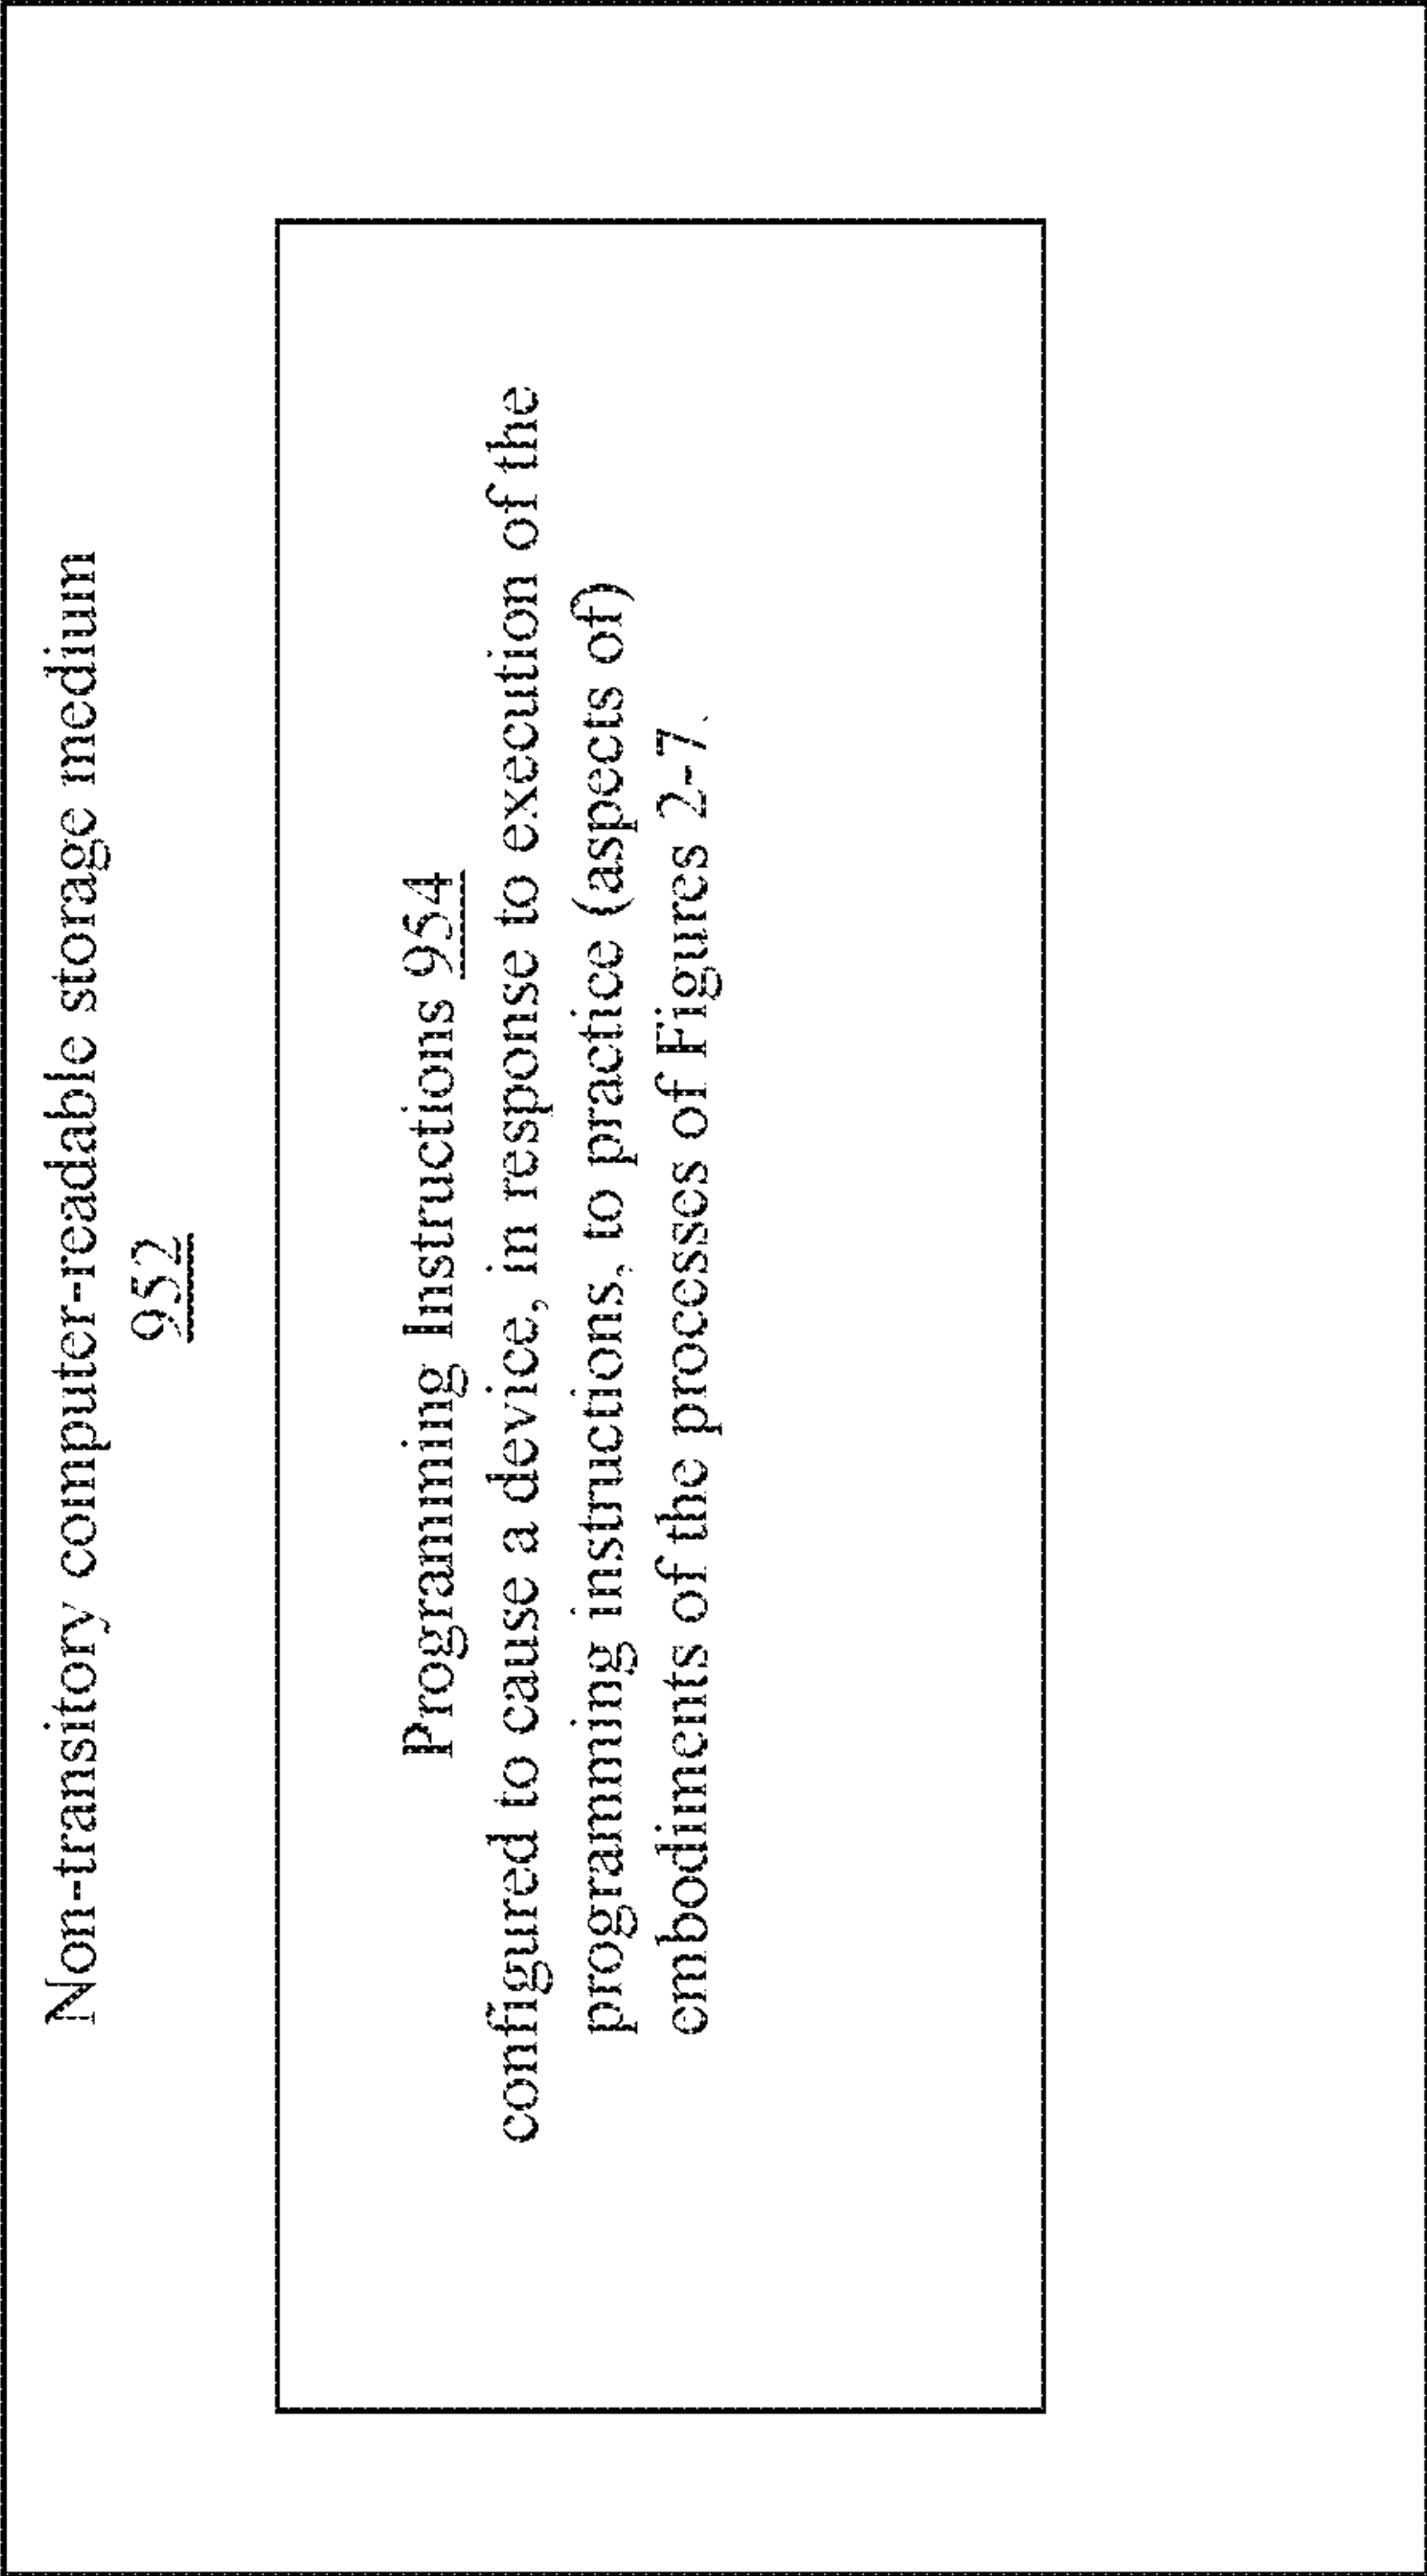 Non-transitory computer-readable storage medium
952
Programming Instructions 954
configured to cause a device, in response to execution of the
programming instructions, to practice (aspects of)
embodiments of the processes of Figures 2-7.